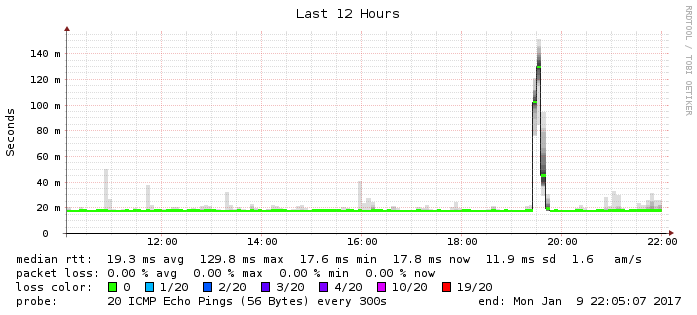 Last 12 Hours
RRDTOOL / TOBI OETIKER
Seconds
140 m
120 m
100 m
80 m
60 m
40 m
20 m
0
12:00 14:00 16:00 18:00 20:00 22:00
median rtt: 19.3 ms avg 129.8 ms max 17.6 ms min 17.8 ms now 11.9 ms sd 1.6 am/s
packet loss: 0.00 % avg 0.00 % max 0.00 % min 0.00 % now
loss color: 0 1/20 2/20 3/20 4/20 10/20 19/20
probe: 20 ICMP Echo Pings (56 Bytes) every 300s end: Mon Jan 9 22:05:07 2017